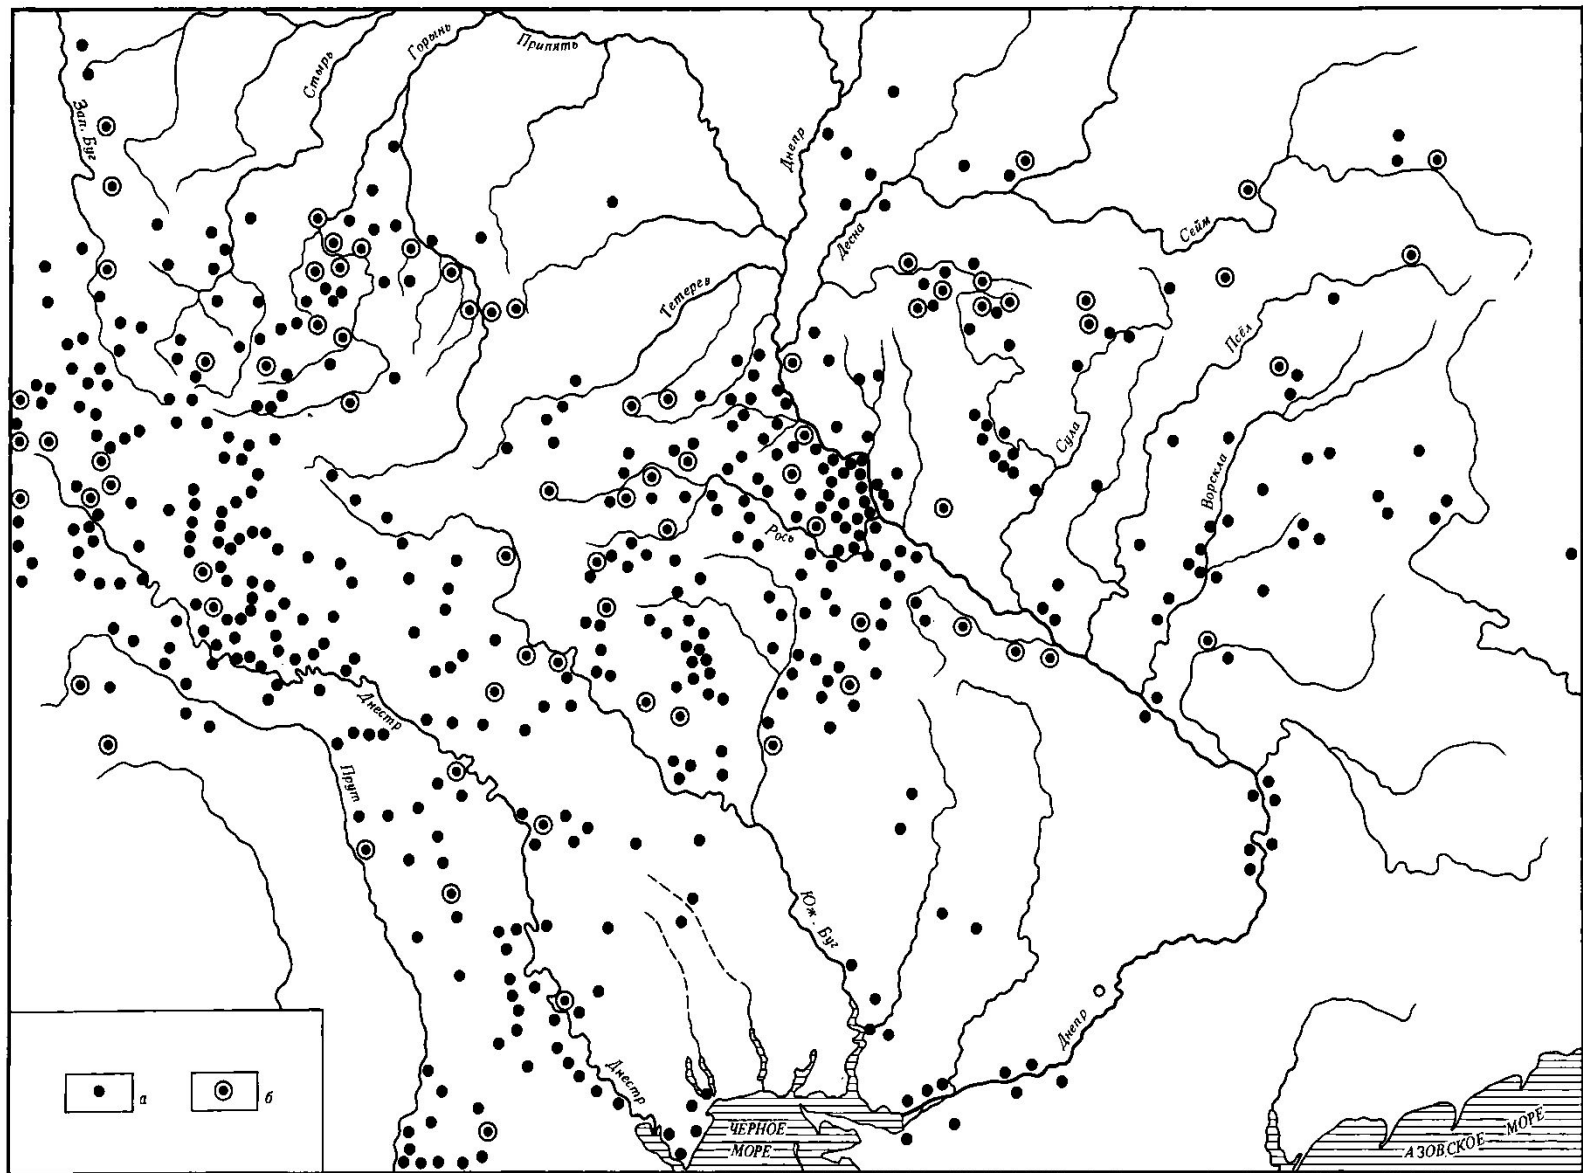 Стырь
Горынь
Припять
Зап. Буг
Днепр
Десна
Сейм
Тетерев
Псёл
Сула
Ворскла
Рось
Днестр
Прут
Юж. Буг
Днепр
Днестр
а
б
ЧЕРНОЕ
МОРЕ
АЗОВСКОЕ МОРЕ